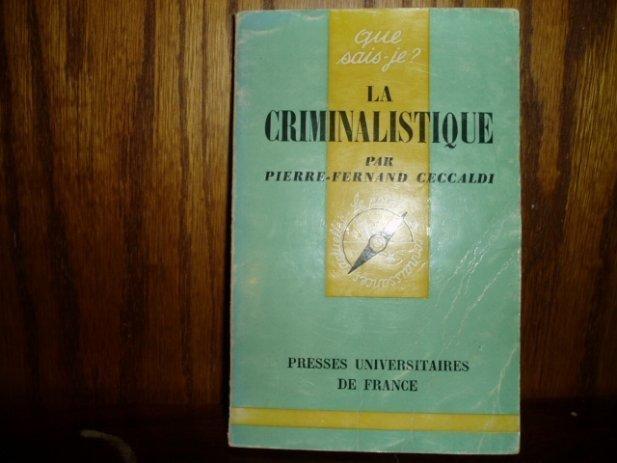 que
sais-je?
LA
CRIMINALISTIQUE
PAR
PIERRE-FERNAND CECCALDI
PRESSES UNIVERSITAIRES
DE FRANCE